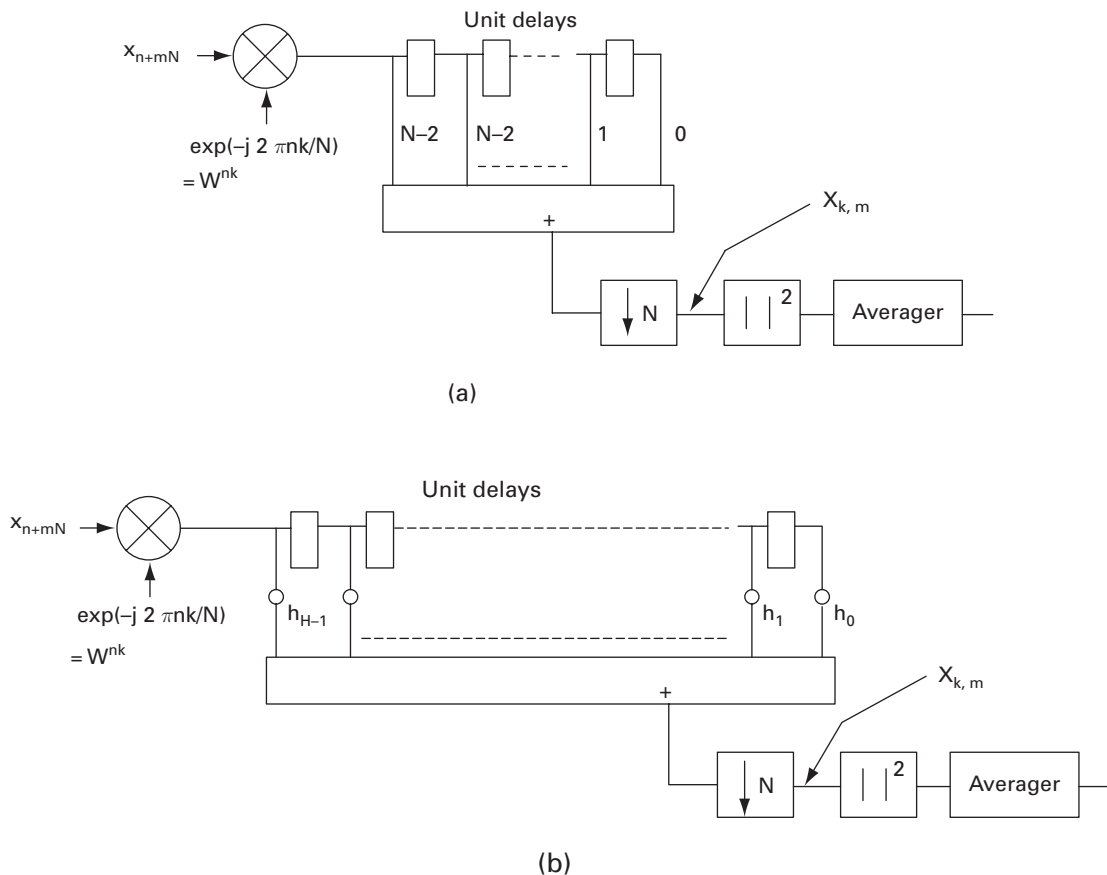 Unit delays
x_{n+mN}
N–2 N–2 1 0
exp(–j 2 πnk/N)
= W^{nk}
+
X_{k, m}
↓ N | |^2 Averager
(a)
Unit delays
x_{n+mN}
exp(–j 2 πnk/N)
= W^{nk}
h_{H–1} h_1 h_0
+
X_{k, m}
↓ N | |^2 Averager
(b)